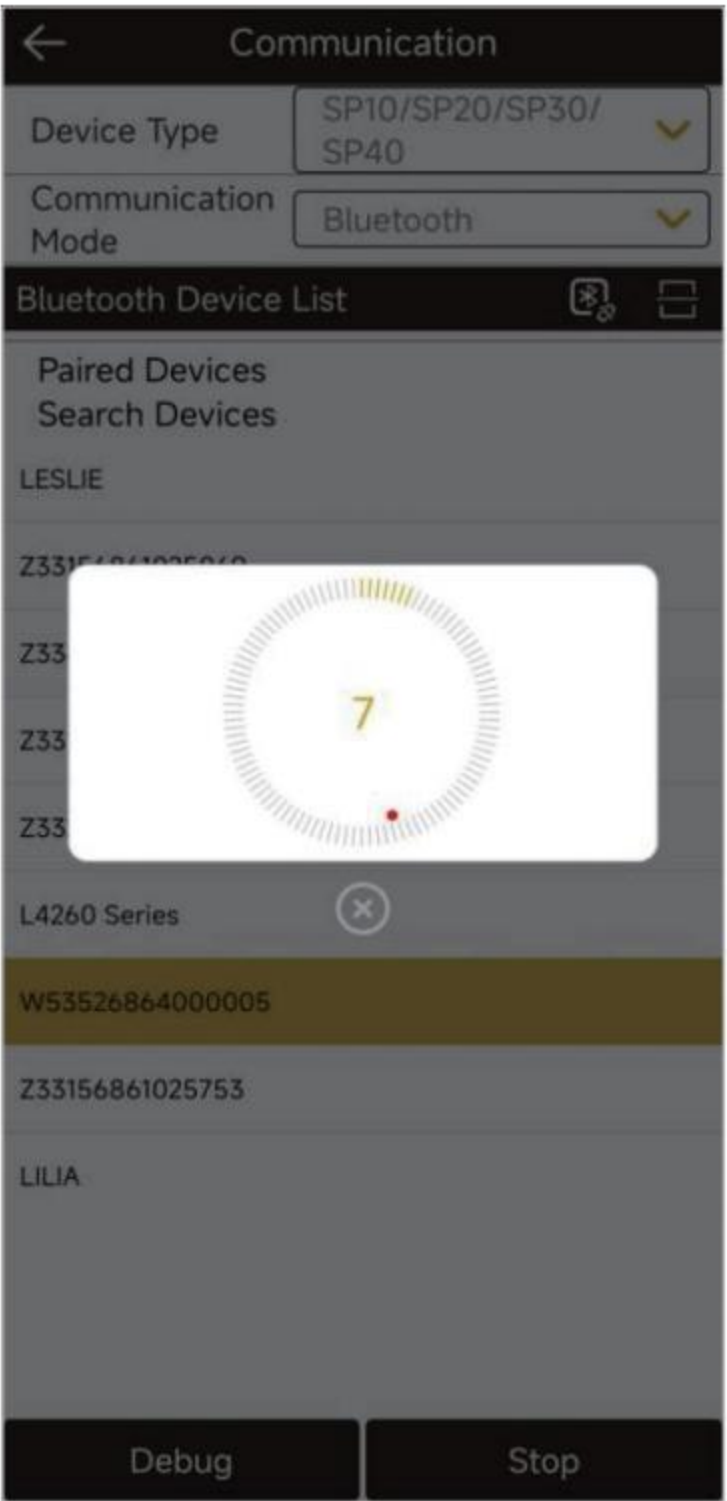 Communication
Device Type
SP10/SP20/SP30/
SP40
Communication
Mode
Bluetooth
Bluetooth Device List
Paired Devices
Search Devices
LESLIE
Z33
Z33
Z33
7
Z33
L4260 Series
W53526864000005
Z33156861025753
LILIA
Debug
Stop